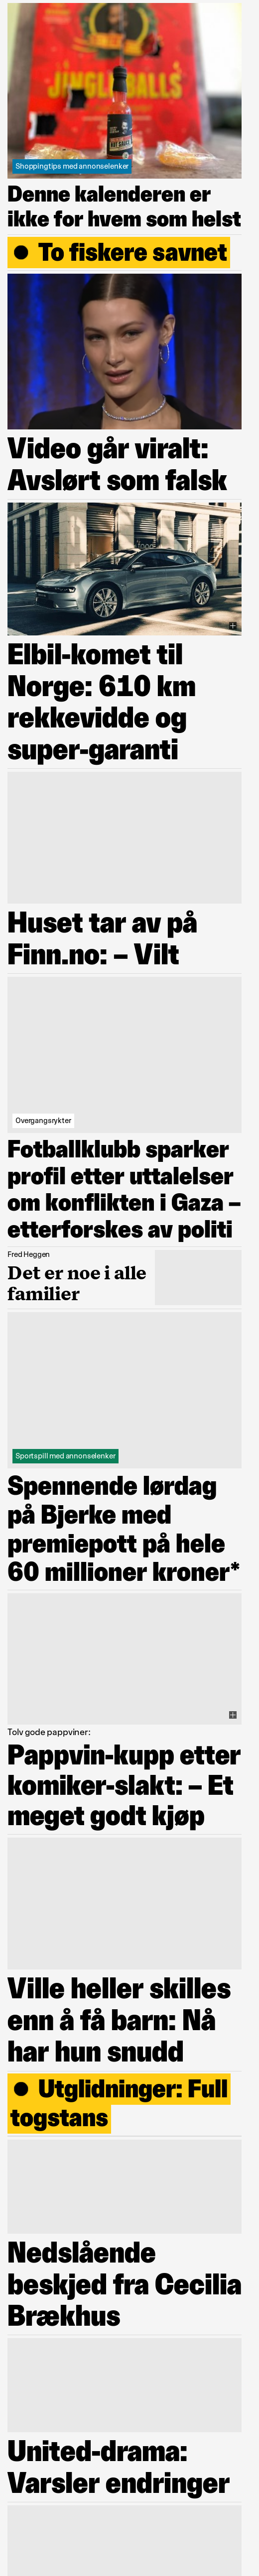 JINGLE BALLS
Shoppingtips med annonselenker
Denne kalenderen er
ikke for hvem som helst
● To fiskere savnet
Video går viralt:
Avslørt som falsk
Elbil-komet til
Norge: 610 km
rekkevidde og
super-garanti
Huset tar av på
Finn.no: – Vilt
Overgangsrykter
Fotballklubb sparker
profil etter uttalelser
om konflikten i Gaza –
etterforskes av politi
Fred Heggen
Det er noe i alle
familier
Sportspill med annonselenker
Spennende lørdag
på Bjerke med
premiepott på hele
60 millioner kroner*
Tolv gode pappviner:
Pappvin-kupp etter
komiker-slakt: – Et
meget godt kjøp
Ville heller skilles
enn å få barn: Nå
har hun snudd
● Utglidninger: Full
togstans
Nedslående
beskjed fra Cecilia
Brækhus
United-drama:
Varsler endringer